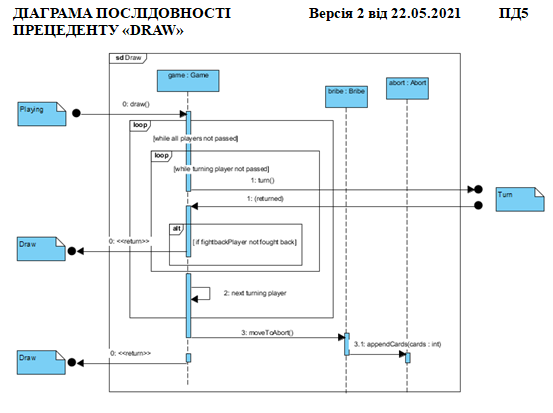 ДІАГРАМА ПОСЛІДОВНОСТІ Версія 2 від 22.05.2021 ПД5
ПРЕЦЕДЕНТУ «DRAW»
sd Draw
game : Game
abort : Abort
bribe : Bribe
Playing
0: draw()
loop
[while all players not passed]
loop
[while turning player not passed]
1: turn()
Turn
1: (returned)
alt
Draw
0: <<return>>
[if fightbackPlayer not fought back]
2: next turning player
3: moveToAbort()
3.1: appendCards(cards : int)
Draw
0: <<return>>